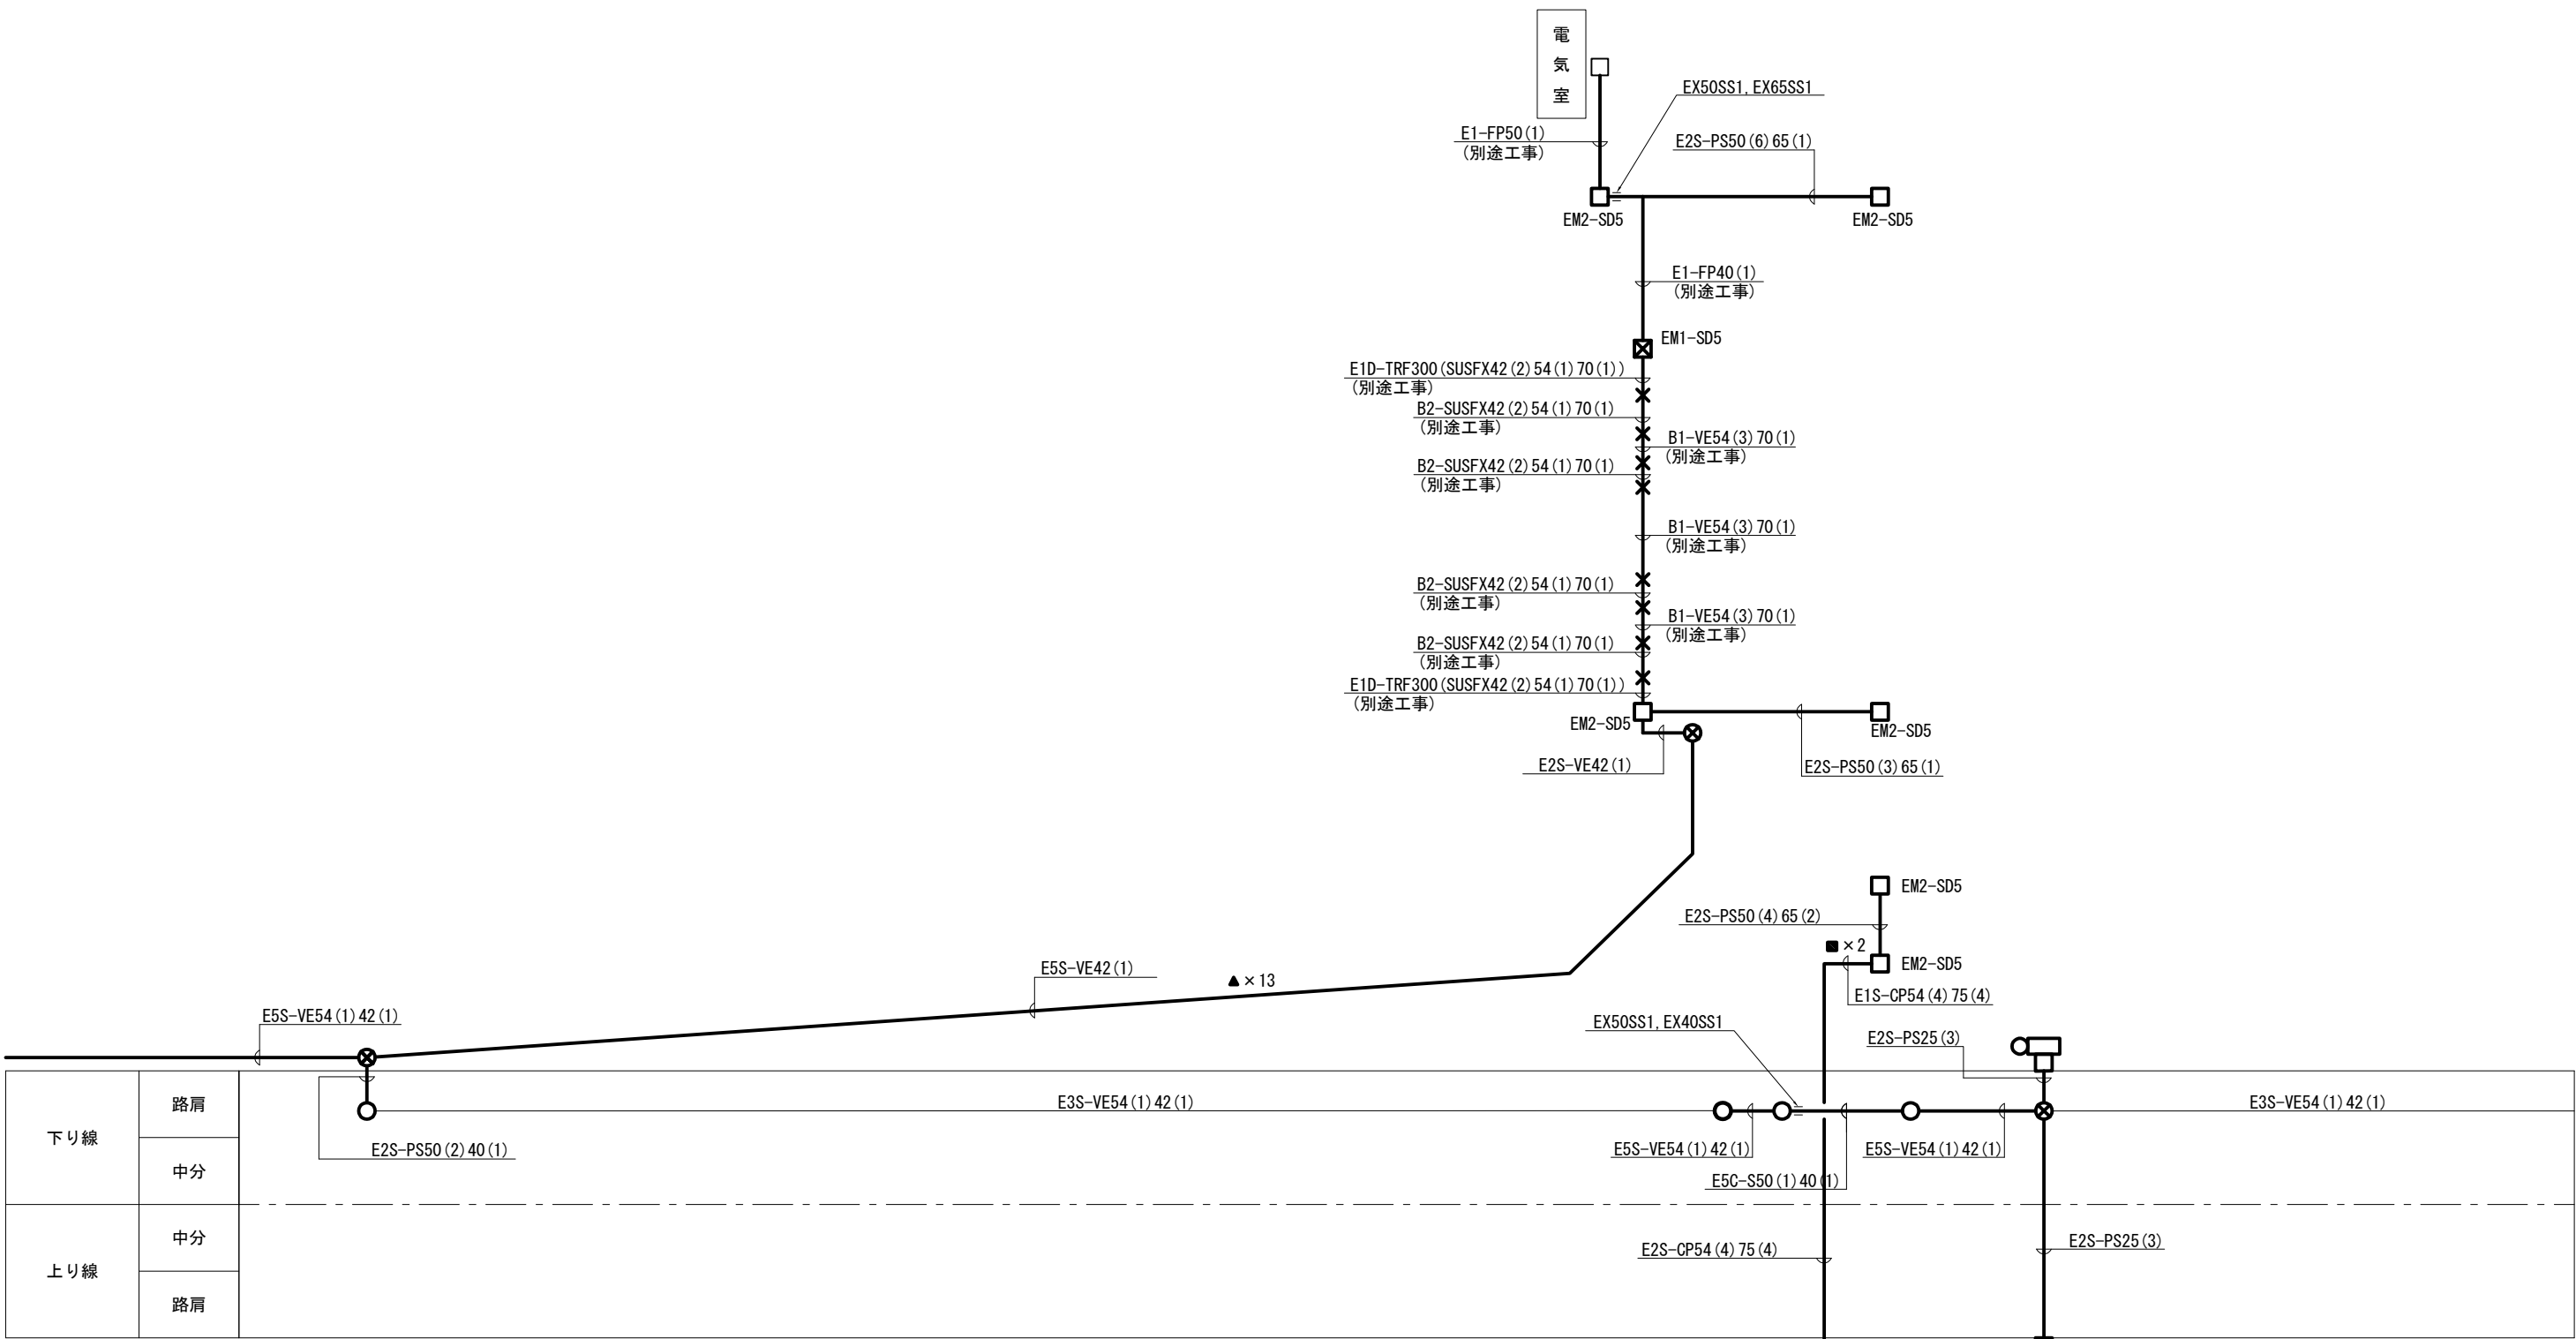 電
気
室
EX50SS1, EX65SS1
E1-FP50(1)
(別途工事)
E2S-PS50(6)65(1)
EM2-SD5
EM2-SD5
E1-FP40(1)
(別途工事)
EM1-SD5
E1D-TRF300(SUSFX42(2)54(1)70(1))
(別途工事)
B2-SUSFX42(2)54(1)70(1)
(別途工事)
B1-VE54(3)70(1)
(別途工事)
B2-SUSFX42(2)54(1)70(1)
(別途工事)
B1-VE54(3)70(1)
(別途工事)
B2-SUSFX42(2)54(1)70(1)
(別途工事)
B1-VE54(3)70(1)
(別途工事)
B2-SUSFX42(2)54(1)70(1)
(別途工事)
E1D-TRF300(SUSFX42(2)54(1)70(1))
(別途工事)
EM2-SD5
EM2-SD5
E2S-VE42(1)
E2S-PS50(3)65(1)
EM2-SD5
E2S-PS50(4)65(2)
■×2
EM2-SD5
E5S-VE42(1)
▲×13
E1S-CP54(4)75(4)
E5S-VE54(1)42(1)
EX50SS1, EX40SS1
E2S-PS25(3)
下り線
路肩
E3S-VE54(1)42(1)
E3S-VE54(1)42(1)
E2S-PS50(2)40(1)
E5S-VE54(1)42(1)
E5S-VE54(1)42(1)
中分
E5C-S50(1)40(1)
上り線
中分
E2S-CP54(4)75(4)
E2S-PS25(3)
路肩